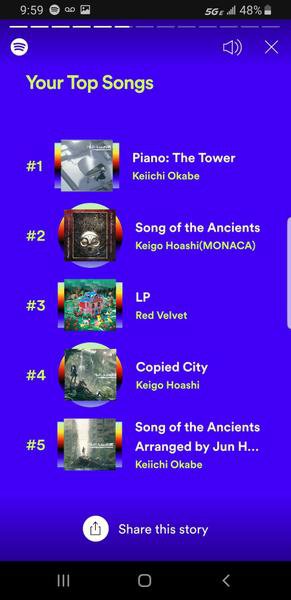 9:59 5GE 48%
Your Top Songs
#1
Piano: The Tower
Keiichi Okabe
#2
Song of the Ancients
Keigo Hoashi(MONACA)
#3
LP
Red Velvet
#4
Copied City
Keigo Hoashi
#5
Song of the Ancients
Arranged by Jun H...
Keiichi Okabe
Share this story